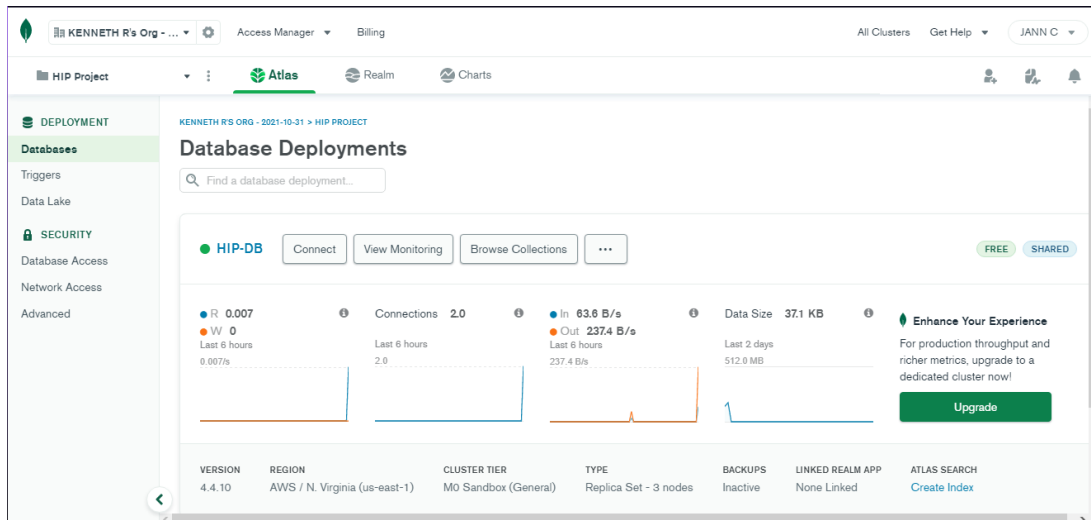 KENNETH R's Org - ...
Access Manager
Billing
All Clusters
Get Help
JANN C
HIP Project
Atlas
Realm
Charts
DEPLOYMENT
Databases
Triggers
Data Lake
SECURITY
Database Access
Network Access
Advanced
KENNETH R'S ORG - 2021-10-31 > HIP PROJECT
Database Deployments
Find a database deployment...
HIP-DB
Connect
View Monitoring
Browse Collections
...
FREE
SHARED
R 0.007
W 0
Last 6 hours
0.007/s
Connections 2.0
Last 6 hours
2.0
In 63.6 B/s
Out 237.4 B/s
Last 6 hours
237.4 B/s
Data Size 37.1 KB
Last 2 days
512.0 MB
Enhance Your Experience
For production throughput and
richer metrics, upgrade to a
dedicated cluster now!
Upgrade
VERSION
4.4.10
REGION
AWS / N. Virginia (us-east-1)
CLUSTER TIER
M0 Sandbox (General)
TYPE
Replica Set - 3 nodes
BACKUPS
Inactive
LINKED REALM APP
None Linked
ATLAS SEARCH
Create Index